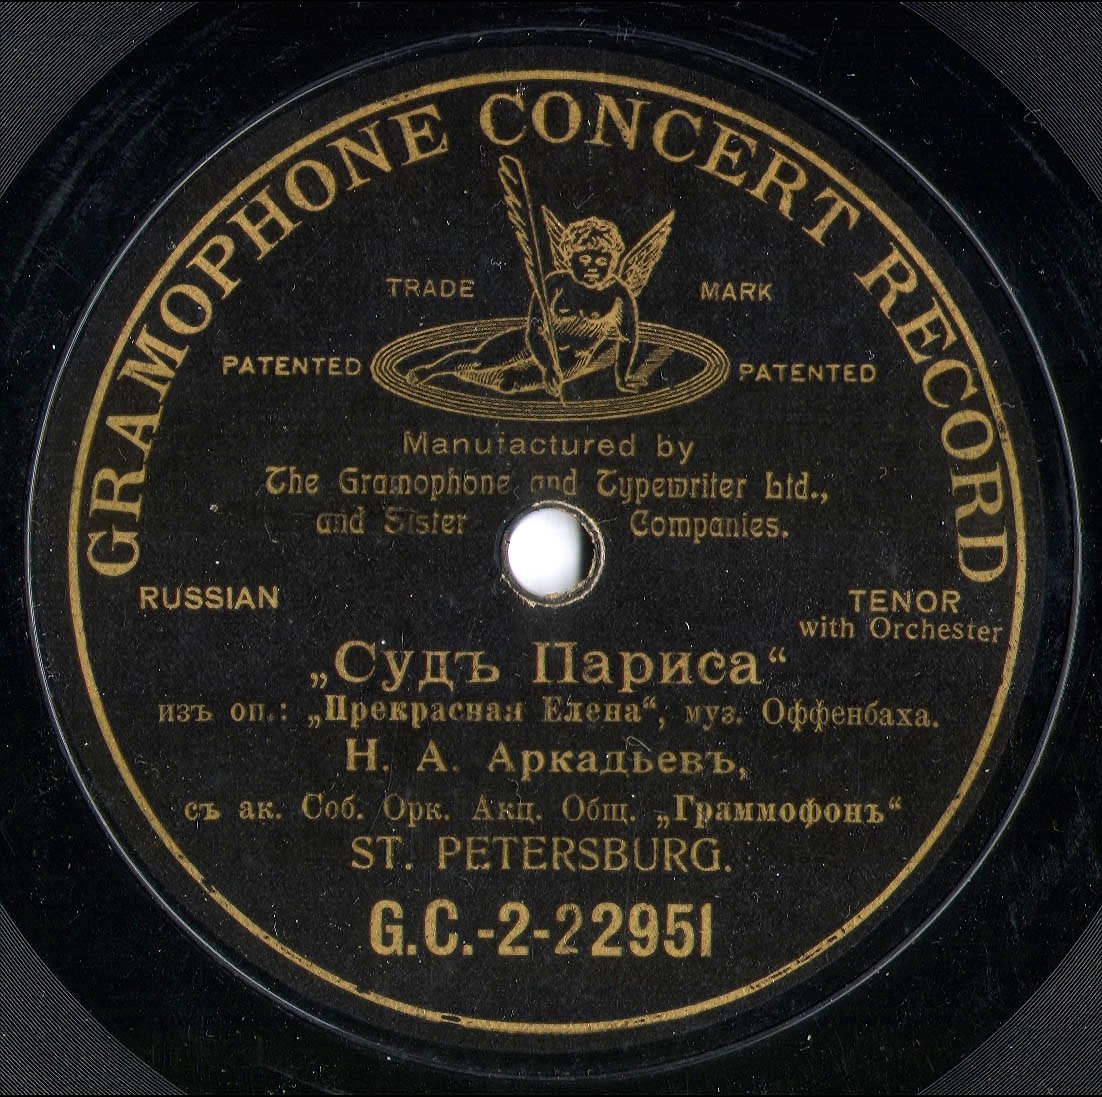 GRAMOPHONE CONCERT RECORD
TRADE MARK
PATENTED PATENTED
Manufactured by
The Gramophone and Typewriter Ltd.,
and Sister Companies.
RUSSIAN
TENOR
with Orchester
„Судъ Париса“
изъ оп.: „Прекрасная Елена“, муз. Оффенбаха.
Н. А. Аркадьевъ,
съ ак. Соб. Орк. Акц. Общ. „Граммофонъ“
ST. PETERSBURG.
G.C.-2-22951